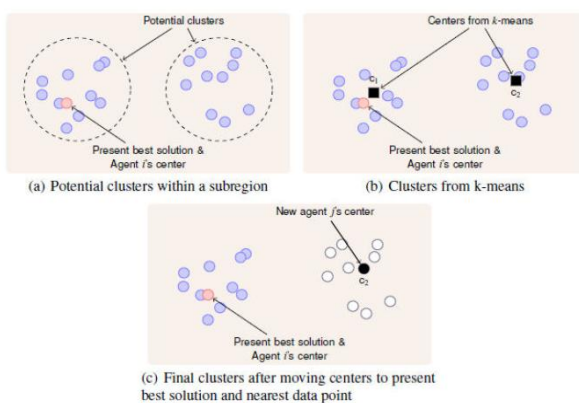 Potential clusters
Present best solution &
Agent i's center
(a) Potential clusters within a subregion
Centers from k-means
c1
c2
Present best solution &
Agent i's center
(b) Clusters from k-means
New agent j's center
c2
Present best solution &
Agent i's center
(c) Final clusters after moving centers to present
best solution and nearest data point